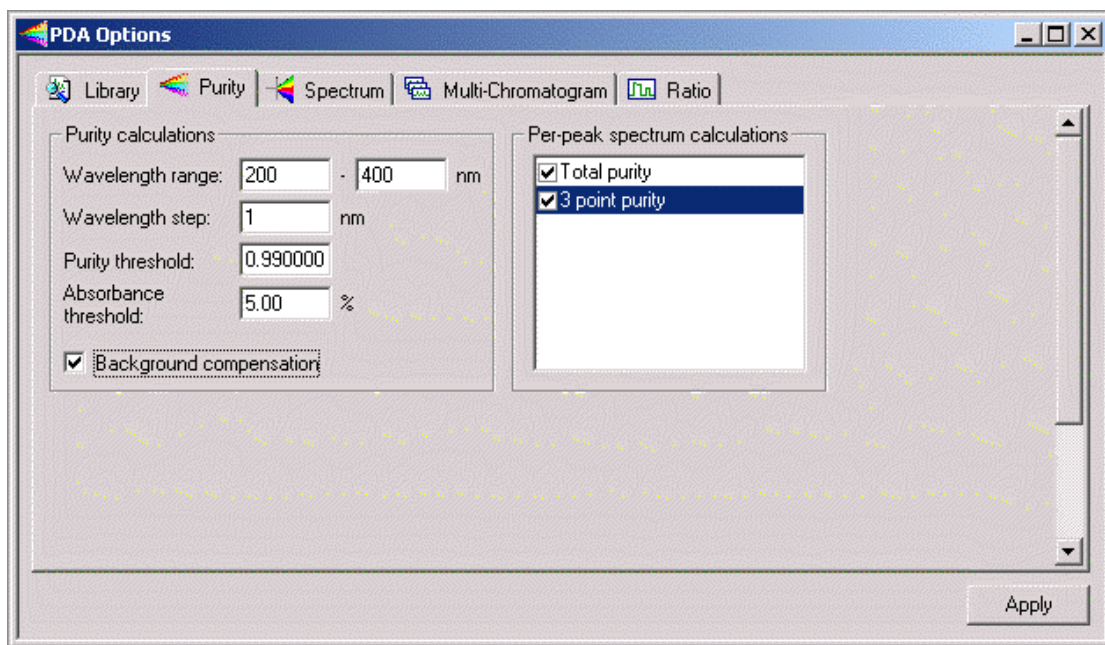 PDA Options
Library Purity Spectrum Multi-Chromatogram Ratio
Purity calculations
Wavelength range: 200 - 400 nm
Wavelength step: 1 nm
Purity threshold: 0.990000
Absorbance
threshold: 5.00 %
Background compensation
Per-peak spectrum calculations
Total purity
3 point purity
Apply